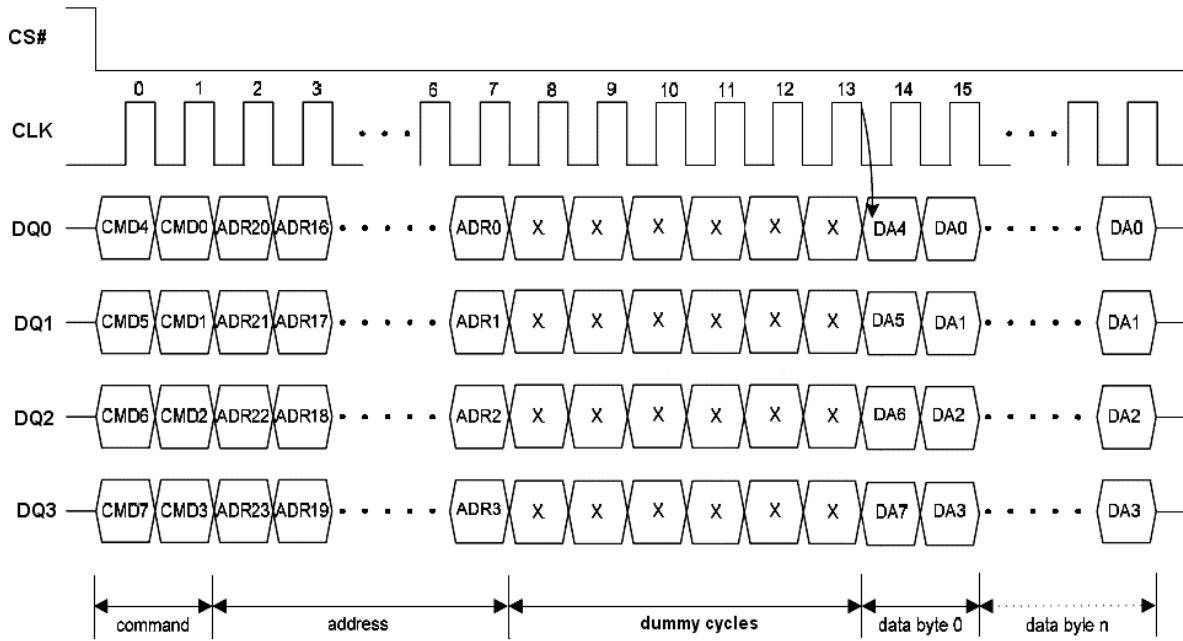 CS#
0 1 2 3 6 7 8 9 10 11 12 13 14 15
CLK
DQ0 CMD4 CMD0 ADR20 ADR16 ADR0 X X X X X X DA4 DA0 DA0
DQ1 CMD5 CMD1 ADR21 ADR17 ADR1 X X X X X X DA5 DA1 DA1
DQ2 CMD6 CMD2 ADR22 ADR18 ADR2 X X X X X X DA6 DA2 DA2
DQ3 CMD7 CMD3 ADR23 ADR19 ADR3 X X X X X X DA7 DA3 DA3
command address dummy cycles data byte 0 data byte n